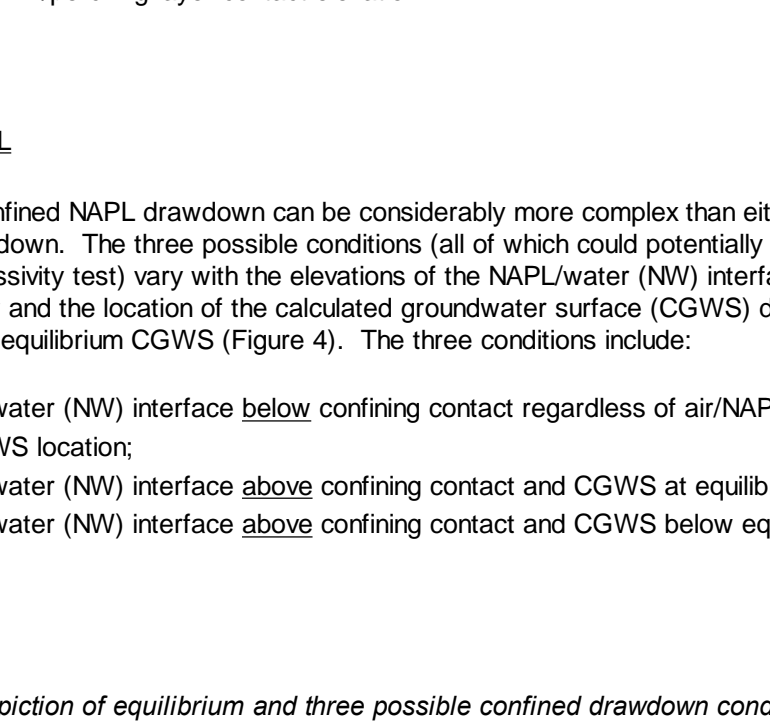 L
nfined NAPL drawdown can be considerably more complex than eit
down. The three possible conditions (all of which could potentially
ssivity test) vary with the elevations of the NAPL/water (NW) interfa
and the location of the calculated groundwater surface (CGWS) d
equilibrium CGWS (Figure 4). The three conditions include:
water (NW) interface below confining contact regardless of air/NAP
WS location;
water (NW) interface above confining contact and CGWS at equilib
water (NW) interface above confining contact and CGWS below eq
piction of equilibrium and three possible confined drawdown cond